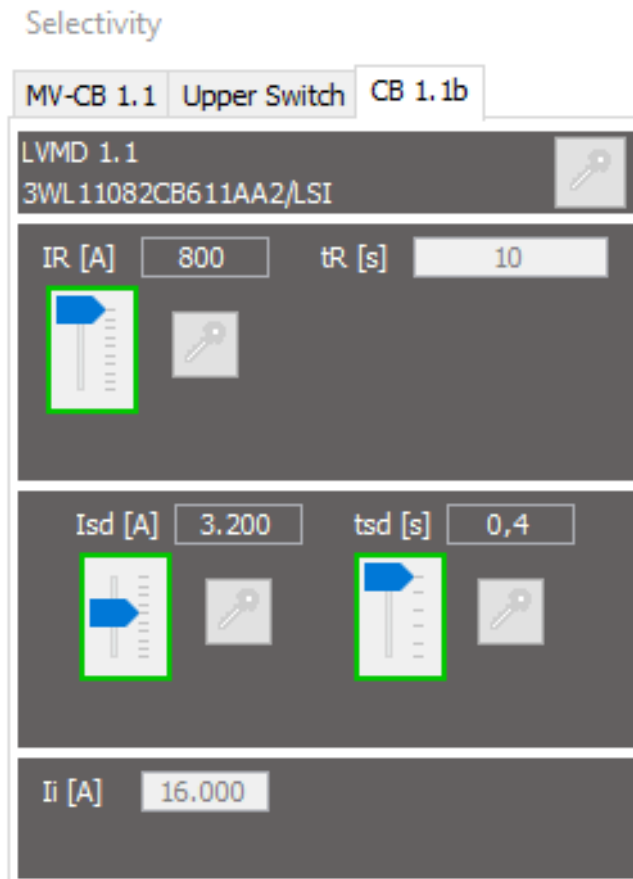 Selectivity
MV-CB 1.1 Upper Switch CB 1.1b
LVMD 1.1
3WL11082CB611AA2/LSI
IR [A] 800 tR [s] 10
Isd [A] 3.200 tsd [s] 0,4
Ii [A] 16.000